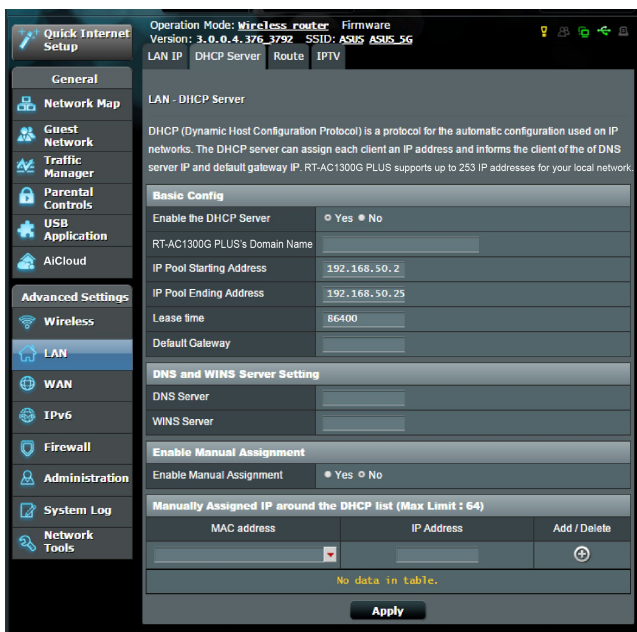 Quick Internet
Setup
General
Network Map
Guest
Network
Traffic
Manager
Parental
Controls
USB
Application
AiCloud
Advanced Settings
Wireless
LAN
WAN
IPv6
Firewall
Administration
System Log
Network
Tools
Operation Mode: Wireless router Firmware
Version: 3.0.0.4.376_3792 SSID: ASUS ASUS_5G
LAN IP DHCP Server Route IPTV
LAN - DHCP Server
DHCP (Dynamic Host Configuration Protocol) is a protocol for the automatic configuration used on IP
networks. The DHCP server can assign each client an IP address and informs the client of the of DNS
server IP and default gateway IP. RT-AC1300G PLUS supports up to 253 IP addresses for your local network.
Basic Config
Enable the DHCP Server Yes No
RT-AC1300G PLUS's Domain Name
IP Pool Starting Address 192.168.50.2
IP Pool Ending Address 192.168.50.25
Lease time 86400
Default Gateway
DNS and WINS Server Setting
DNS Server
WINS Server
Enable Manual Assignment
Enable Manual Assignment Yes No
Manually Assigned IP around the DHCP list (Max Limit : 64)
MAC address IP Address Add / Delete
No data in table.
Apply